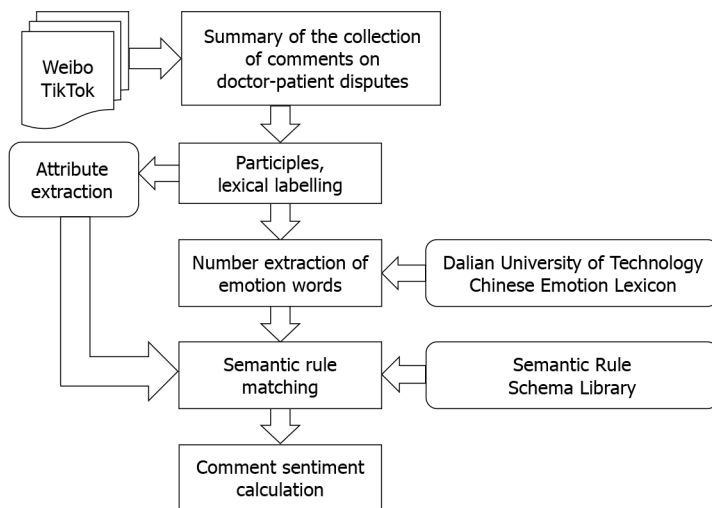 Weibo
TikTok
Summary of the collection
of comments on
doctor-patient disputes
Attribute
extraction
Participles,
lexical labelling
Number extraction of
emotion words
Dalian University of Technology
Chinese Emotion Lexicon
Semantic rule
matching
Semantic Rule
Schema Library
Comment sentiment
calculation